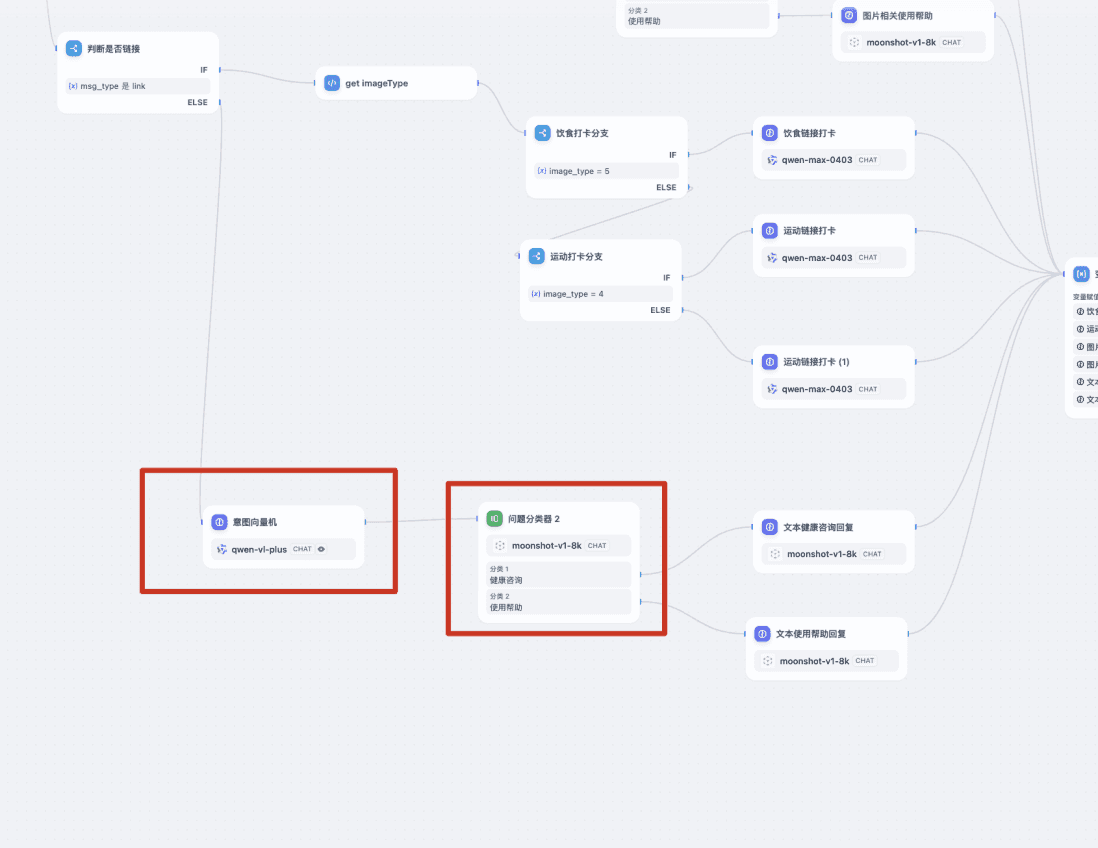 分类 2
使用帮助
图片相关使用帮助
moonshot-v1-8k CHAT
判断是否链接
IF
{x} msg_type 是 link
ELSE
get imageType
饮食打卡分支
IF
{x} image_type = 5
ELSE
饮食链接打卡
qwen-max-0403 CHAT
运动打卡分支
IF
{x} image_type = 4
ELSE
运动链接打卡
qwen-max-0403 CHAT
运动链接打卡 (1)
qwen-max-0403 CHAT
变量赋值
饮食
运动
图片
图片
文本
文本
意图向量机
qwen-vl-plus CHAT
问题分类器 2
moonshot-v1-8k CHAT
分类 1
健康咨询
分类 2
使用帮助
文本健康咨询回复
moonshot-v1-8k CHAT
文本使用帮助回复
moonshot-v1-8k CHAT